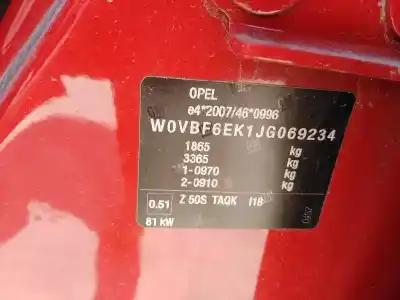 OPEL
e4*2007/46*0996
W0VBF6EK1JG069234
1865 kg
3365 kg
1-0970 kg
2-0910 kg
0.51 Z 50S TAQK I18
81 kW